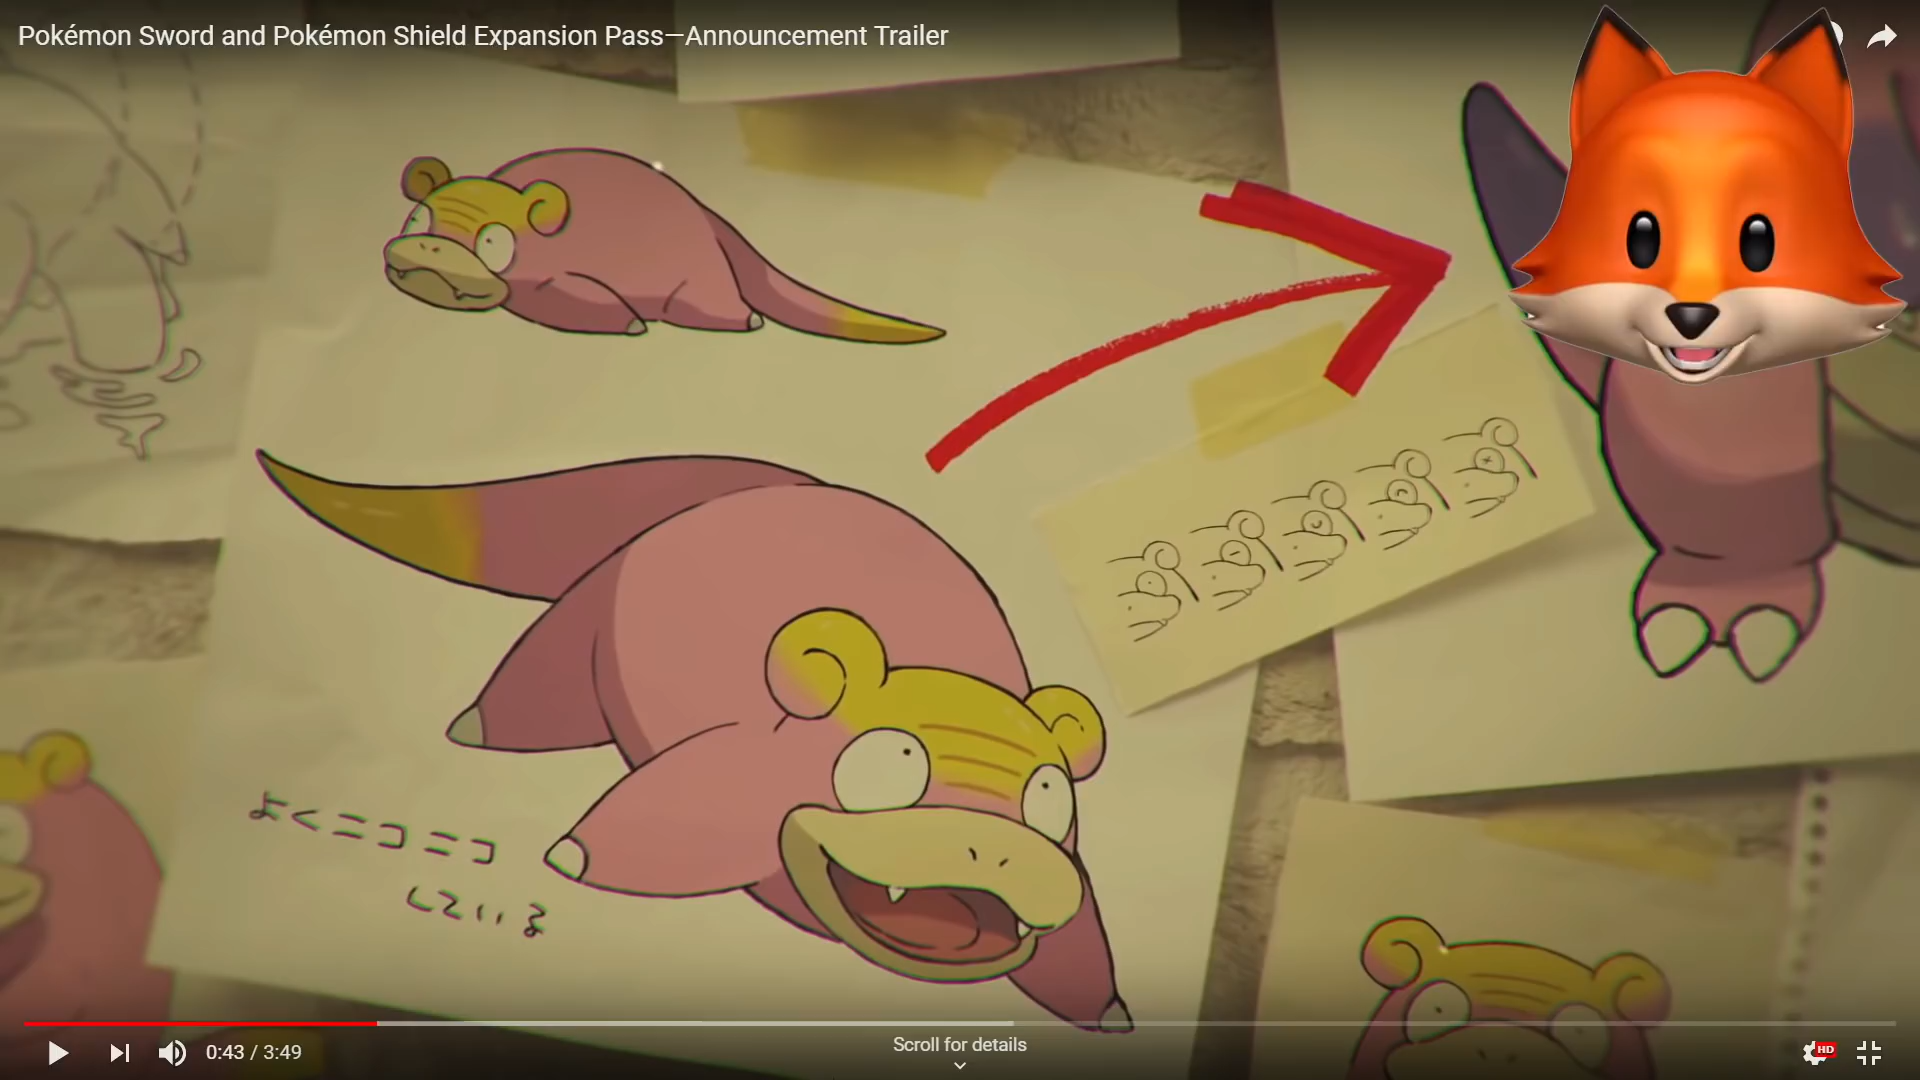 Pokémon Sword and Pokémon Shield Expansion Pass—Announcement Trailer
よくニコニコ
している
Scroll for details
0:43 / 3:49
HD